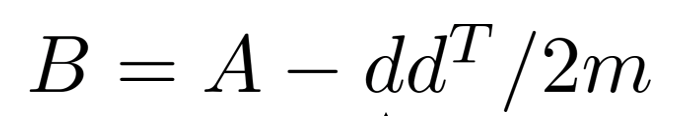 B = A − dd^T/2m